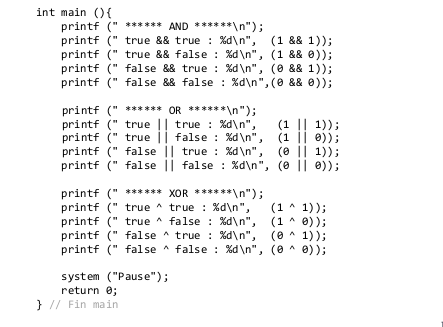 int main (){
printf (" ****** AND ******\n");
printf (" true && true : %d\n", (1 && 1));
printf (" true && false : %d\n", (1 && 0));
printf (" false && true : %d\n", (0 && 1));
printf (" false && false : %d\n",(0 && 0));
printf (" ****** OR ******\n");
printf (" true || true : %d\n", (1 || 1));
printf (" true || false : %d\n", (1 || 0));
printf (" false || true : %d\n", (0 || 1));
printf (" false || false : %d\n", (0 || 0));
printf (" ****** XOR ******\n");
printf (" true ^ true : %d\n", (1 ^ 1));
printf (" true ^ false : %d\n", (1 ^ 0));
printf (" false ^ true : %d\n", (0 ^ 1));
printf (" false ^ false : %d\n", (0 ^ 0));
system ("Pause");
return 0;
} // Fin main
1